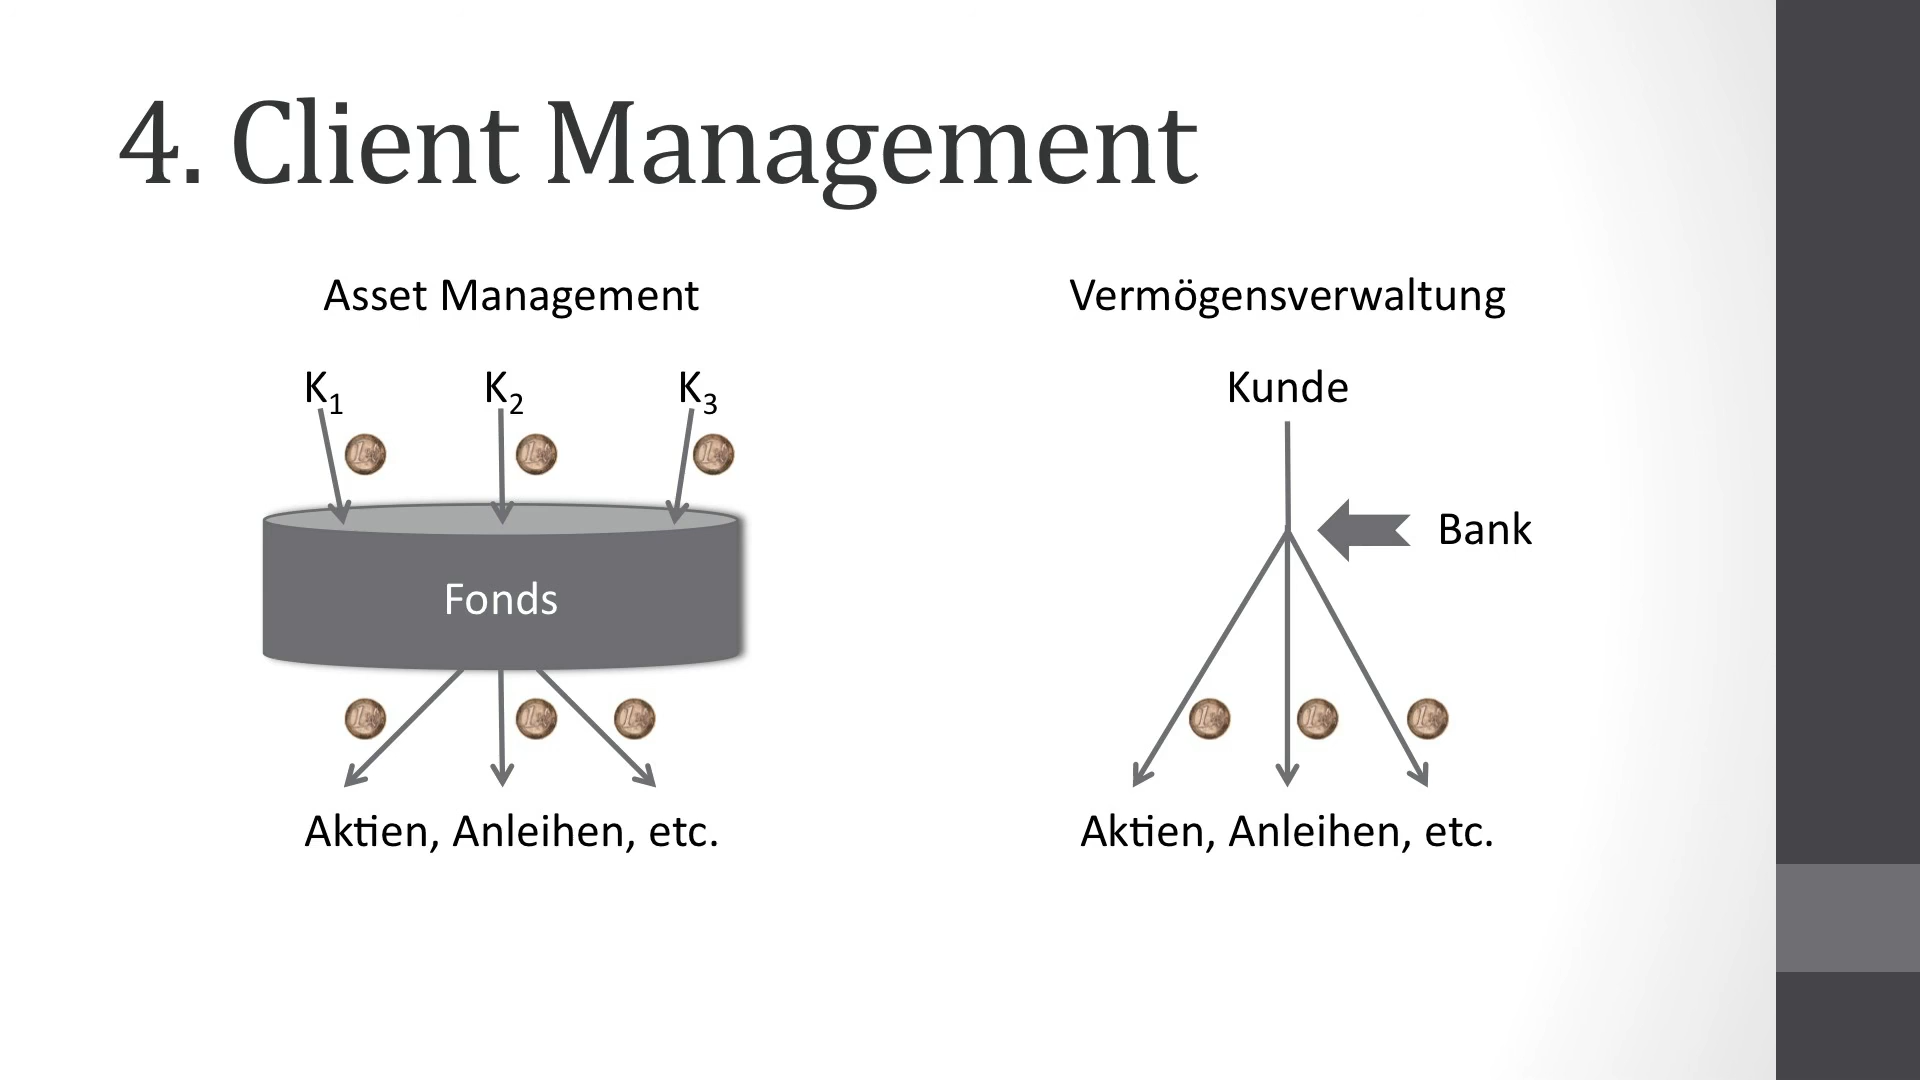 4. Client Management
Asset Management
K₁ K₂ K₃
Fonds
Aktien, Anleihen, etc.
Vermögensverwaltung
Kunde
Bank
Aktien, Anleihen, etc.